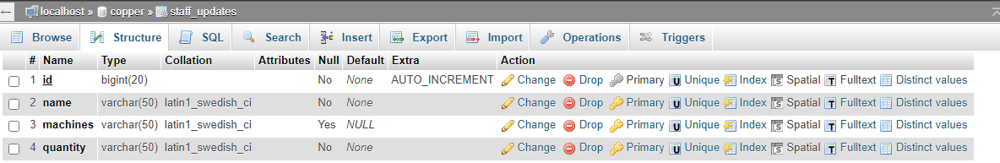 localhost » copper » staff_updates
Browse Structure SQL Search Insert Export Import Operations Triggers
# Name Type Collation Attributes Null Default Extra Action
1 id bigint(20) No None AUTO_INCREMENT Change Drop Primary Unique Index Spatial Fulltext Distinct values
2 name varchar(50) latin1_swedish_ci No None Change Drop Primary Unique Index Spatial Fulltext Distinct values
3 machines varchar(50) latin1_swedish_ci Yes NULL Change Drop Primary Unique Index Spatial Fulltext Distinct values
4 quantity varchar(50) latin1_swedish_ci No None Change Drop Primary Unique Index Spatial Fulltext Distinct values